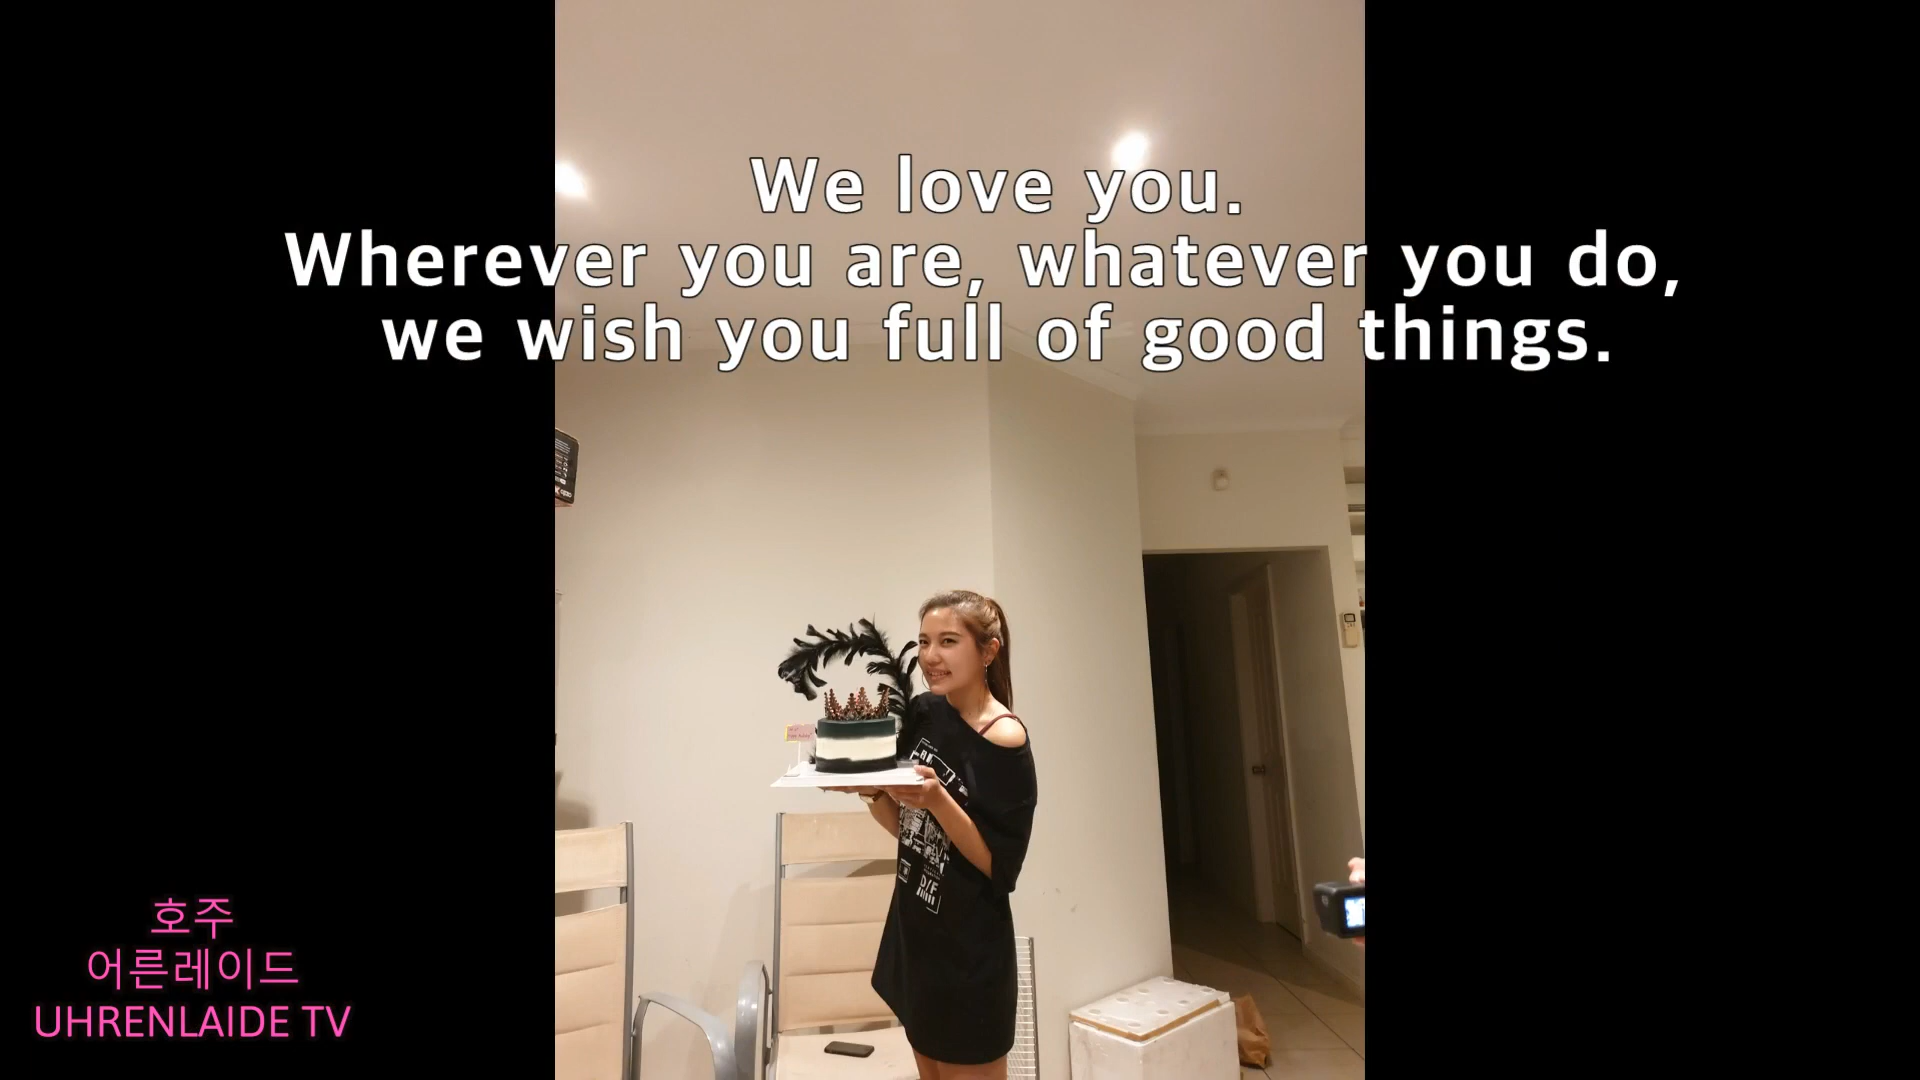 We love you.
Wherever you are, whatever you do,
we wish you full of good things.
D/F
호주
어른레이드
UHRENLAIDE TV